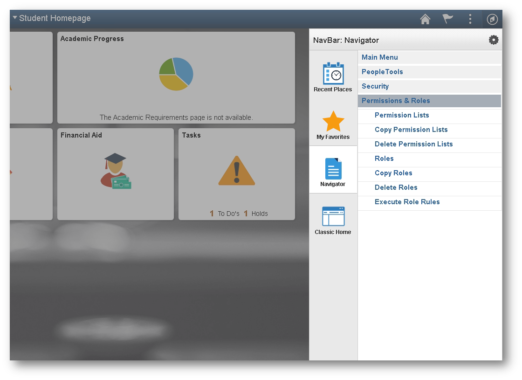 Student Homepage
Academic Progress
The Academic Requirements page is not available.
Financial Aid
Tasks
1 To Do's 1 Holds
NavBar: Navigator
Recent Places
My Favorites
Navigator
Classic Home
Main Menu
PeopleTools
Security
Permissions & Roles
Permission Lists
Copy Permission Lists
Delete Permission Lists
Roles
Copy Roles
Delete Roles
Execute Role Rules